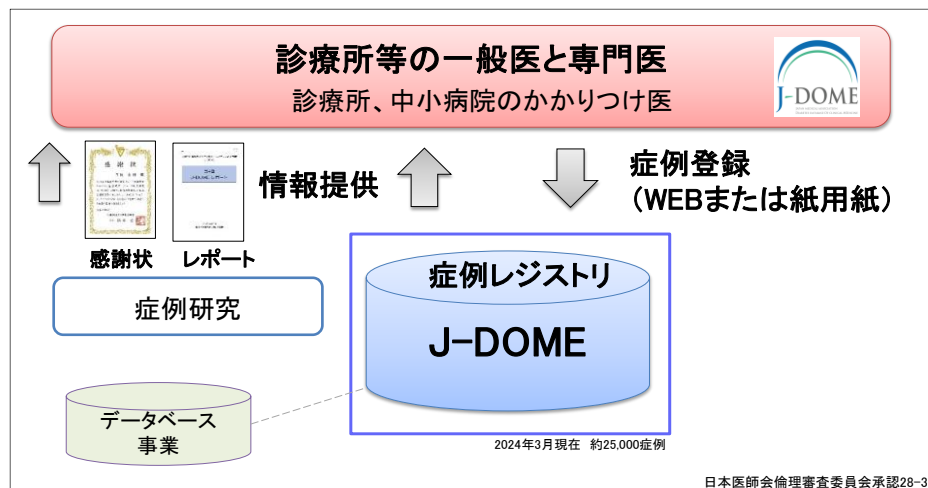 診療所等の一般医と専門医
診療所、中小病院のかかりつけ医
J-DOME
感謝状
情報提供
症例登録
（WEBまたは紙用紙）
感謝状 レポート
症例研究
症例レジストリ
J-DOME
データベース
事業
2024年3月現在 約25,000症例
日本医師会倫理審査委員会承認28-3